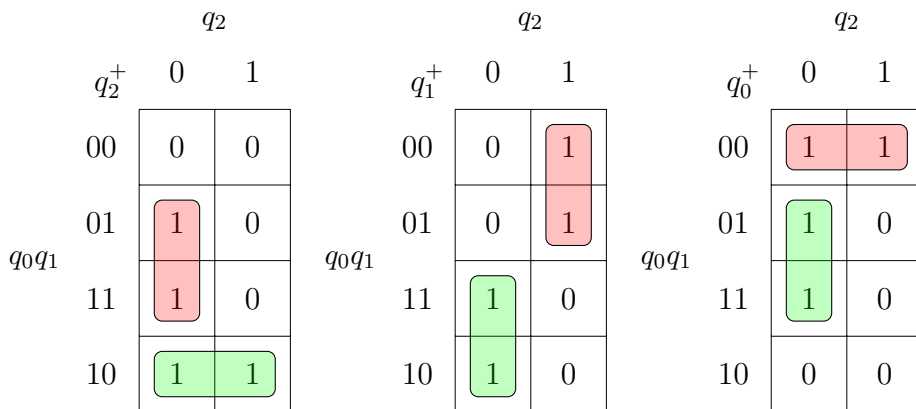 q₂ q₂ q₂
q₂⁺ 0 1 q₁⁺ 0 1 q₀⁺ 0 1
00 0 0 00 0 1 00 1 1
01 1 0 01 0 1 01 1 0
q₀q₁ q₀q₁ q₀q₁
11 1 0 11 1 0 11 1 0
10 1 1 10 1 0 10 0 0